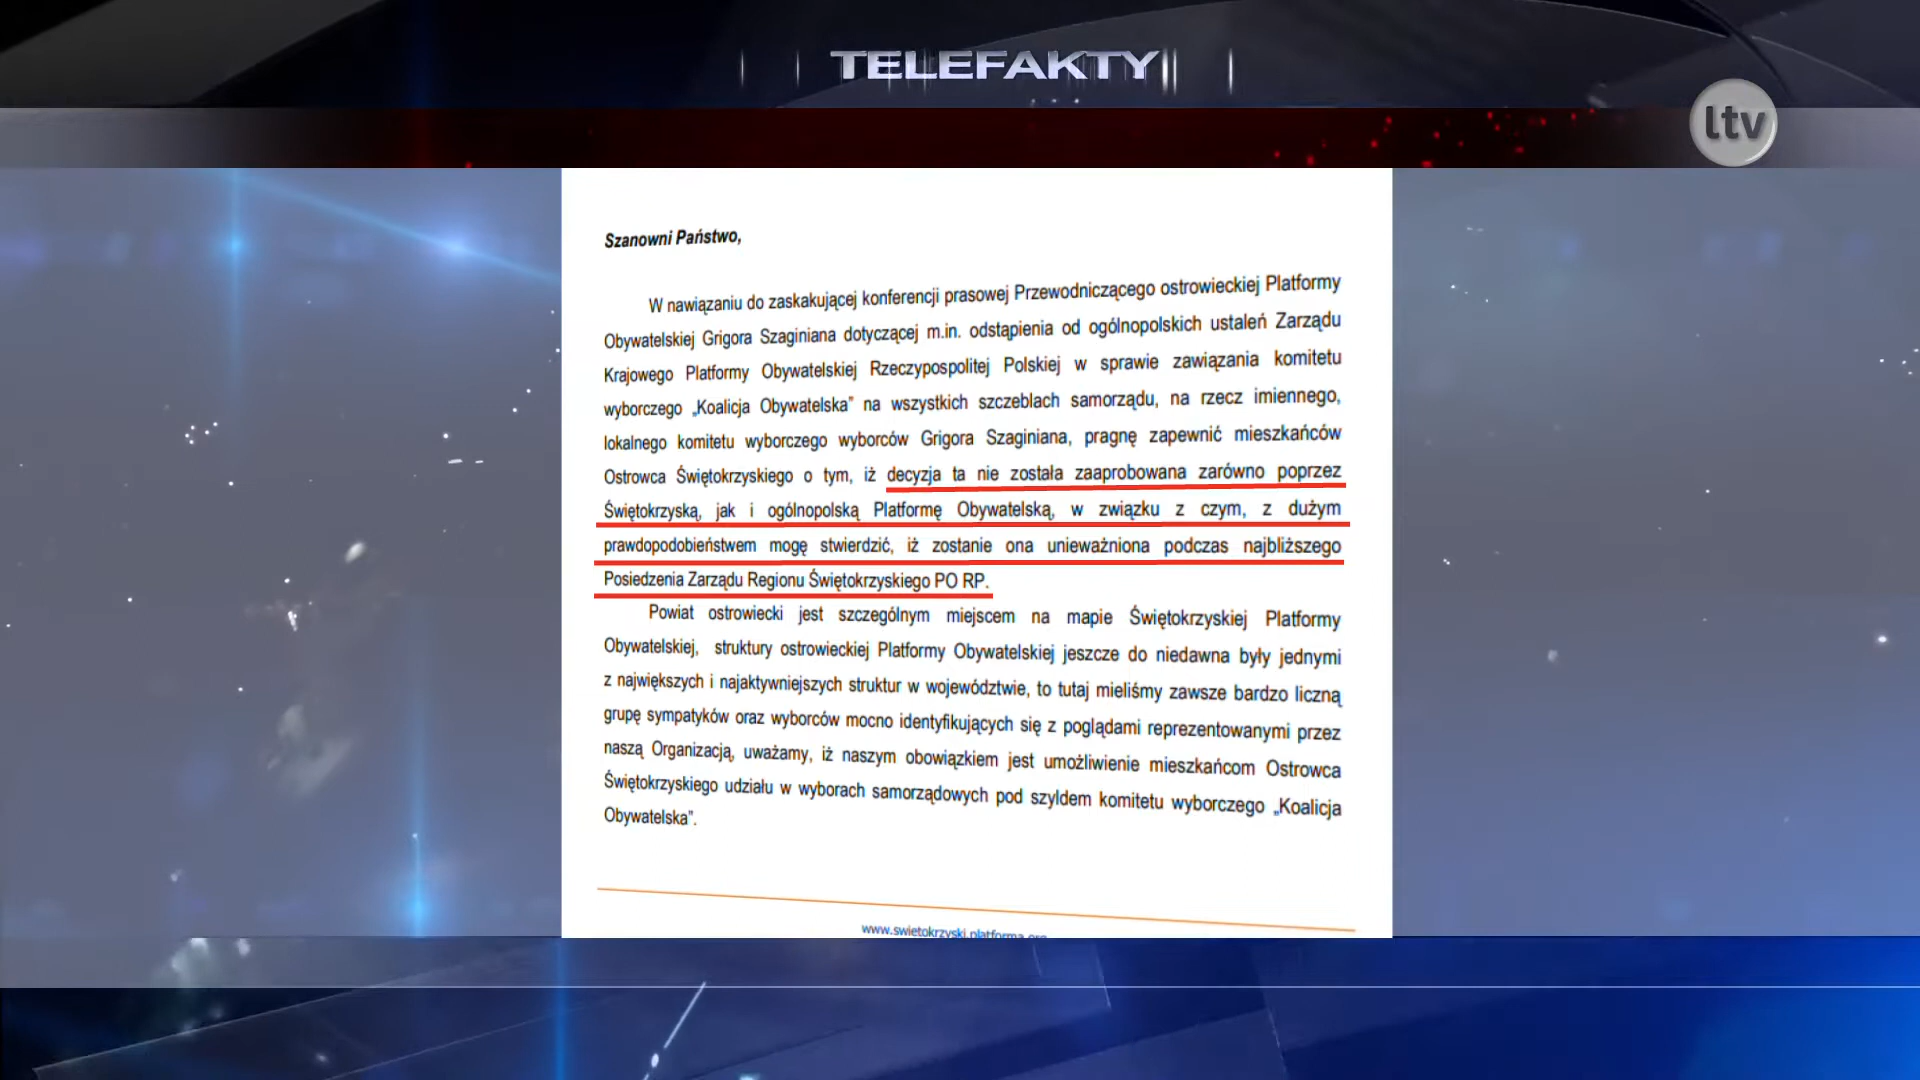 TELEFAKTY
ltv
Szanowni Państwo,
W nawiązaniu do zaskakującej konferencji prasowej Przewodniczącego ostrowieckiej Platformy
Obywatelskiej Grigora Szaginiana dotyczącej m.in. odstąpienia od ogólnopolskich ustaleń Zarządu
Krajowego Platformy Obywatelskiej Rzeczypospolitej Polskiej w sprawie zawiązania komitetu
wyborczego „Koalicja Obywatelska” na wszystkich szczeblach samorządu, na rzecz imiennego,
lokalnego komitetu wyborczego wyborców Grigora Szaginiana, pragnę zapewnić mieszkańców
Ostrowca Świętokrzyskiego o tym, iż decyzja ta nie została zaaprobowana zarówno poprzez
Świętokrzyską, jak i ogólnopolską Platformę Obywatelską, w związku z czym, z dużym
prawdopodobieństwem mogę stwierdzić, iż zostanie ona unieważniona podczas najbliższego
Posiedzenia Zarządu Regionu Świętokrzyskiego PO RP.
Powiat ostrowiecki jest szczególnym miejscem na mapie Świętokrzyskiej Platformy
Obywatelskiej, struktury ostrowieckiej Platformy Obywatelskiej jeszcze do niedawna były jednymi
z największych i najaktywniejszych struktur w województwie, to tutaj mieliśmy zawsze bardzo liczną
grupę sympatyków oraz wyborców mocno identyfikujących się z poglądami reprezentowanymi przez
naszą Organizacją, uważamy, iż naszym obowiązkiem jest umożliwienie mieszkańcom Ostrowca
Świętokrzyskiego udziału w wyborach samorządowych pod szyldem komitetu wyborczego „Koalicja
Obywatelska”.
www.swietokrzyski.platforma.org